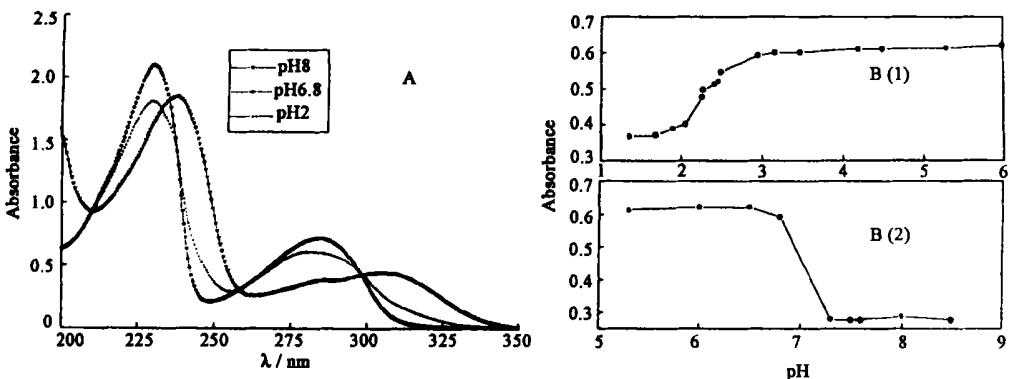 2.5
2.0
1.5
1.0
0.5
0
Absorbance
200 225 250 275 300 325 350
λ / nm
pH8
pH6.8
pH2
A
0.7
0.6
0.5
0.4
0.3
1 2 3 4 5 6
B (1)
Absorbance
0.7
0.6
0.5
0.4
0.3
5 6 7 8 9
B (2)
pH